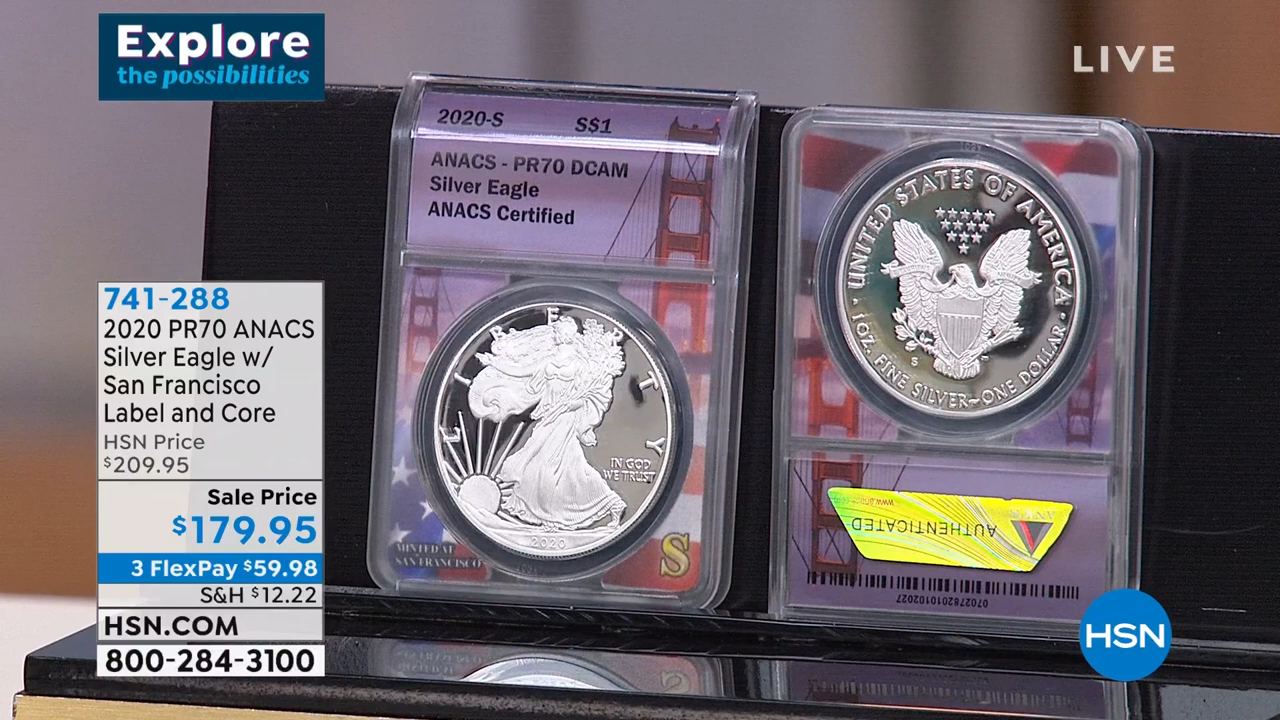 Explore
the possibilities
LIVE
741-288
2020 PR70 ANACS
Silver Eagle w/
San Francisco
Label and Core
HSN Price
$209.95
Sale Price
$179.95
3 FlexPay $59.98
S&H $12.22
HSN.COM
800-284-3100
2020-S S$1
ANACS - PR70 DCAM
Silver Eagle
ANACS Certified
LIBERTY
IN GOD
WE TRUST
2020
MINTED AT
SAN FRANCISCO
S
UNITED STATES OF AMERICA
S
1 OZ. FINE SILVER~ONE DOLLAR
AUTHENTICATED
0702782010102027
HSN